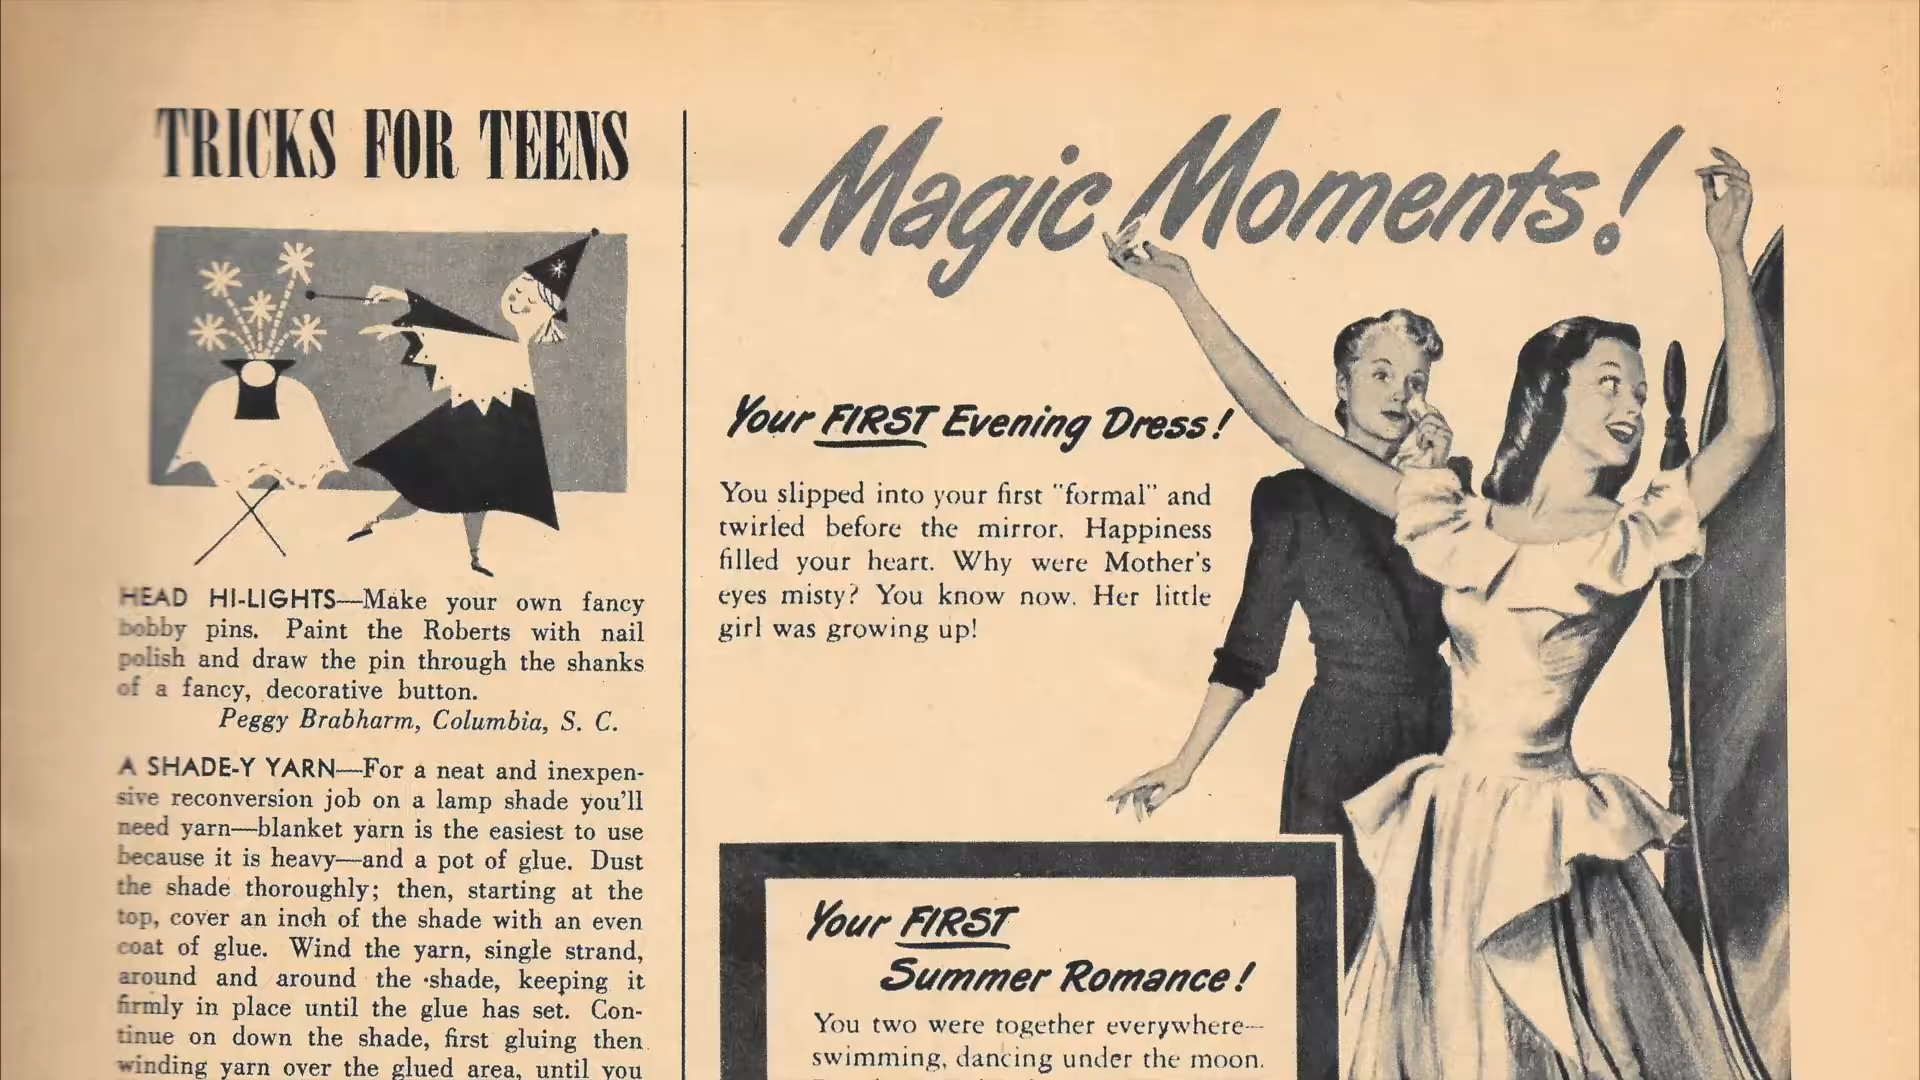 TRICKS FOR TEENS
HEAD HI-LIGHTS—Make your own fancy
bobby pins. Paint the Roberts with nail
polish and draw the pin through the shanks
of a fancy, decorative button.
Peggy Brabharm, Columbia, S. C.
A SHADE-Y YARN—For a neat and inexpen-
sive reconversion job on a lamp shade you'll
need yarn—blanket yarn is the easiest to use
because it is heavy—and a pot of glue. Dust
the shade thoroughly; then, starting at the
top, cover an inch of the shade with an even
coat of glue. Wind the yarn, single strand,
around and around the shade, keeping it
firmly in place until the glue has set. Con-
tinue on down the shade, first gluing then
winding yarn over the glued area, until you
Magic Moments!
Your FIRST Evening Dress!
You slipped into your first "formal" and
twirled before the mirror. Happiness
filled your heart. Why were Mother's
eyes misty? You know now. Her little
girl was growing up!
Your FIRST
Summer Romance!
You two were together everywhere—
swimming, dancing under the moon.